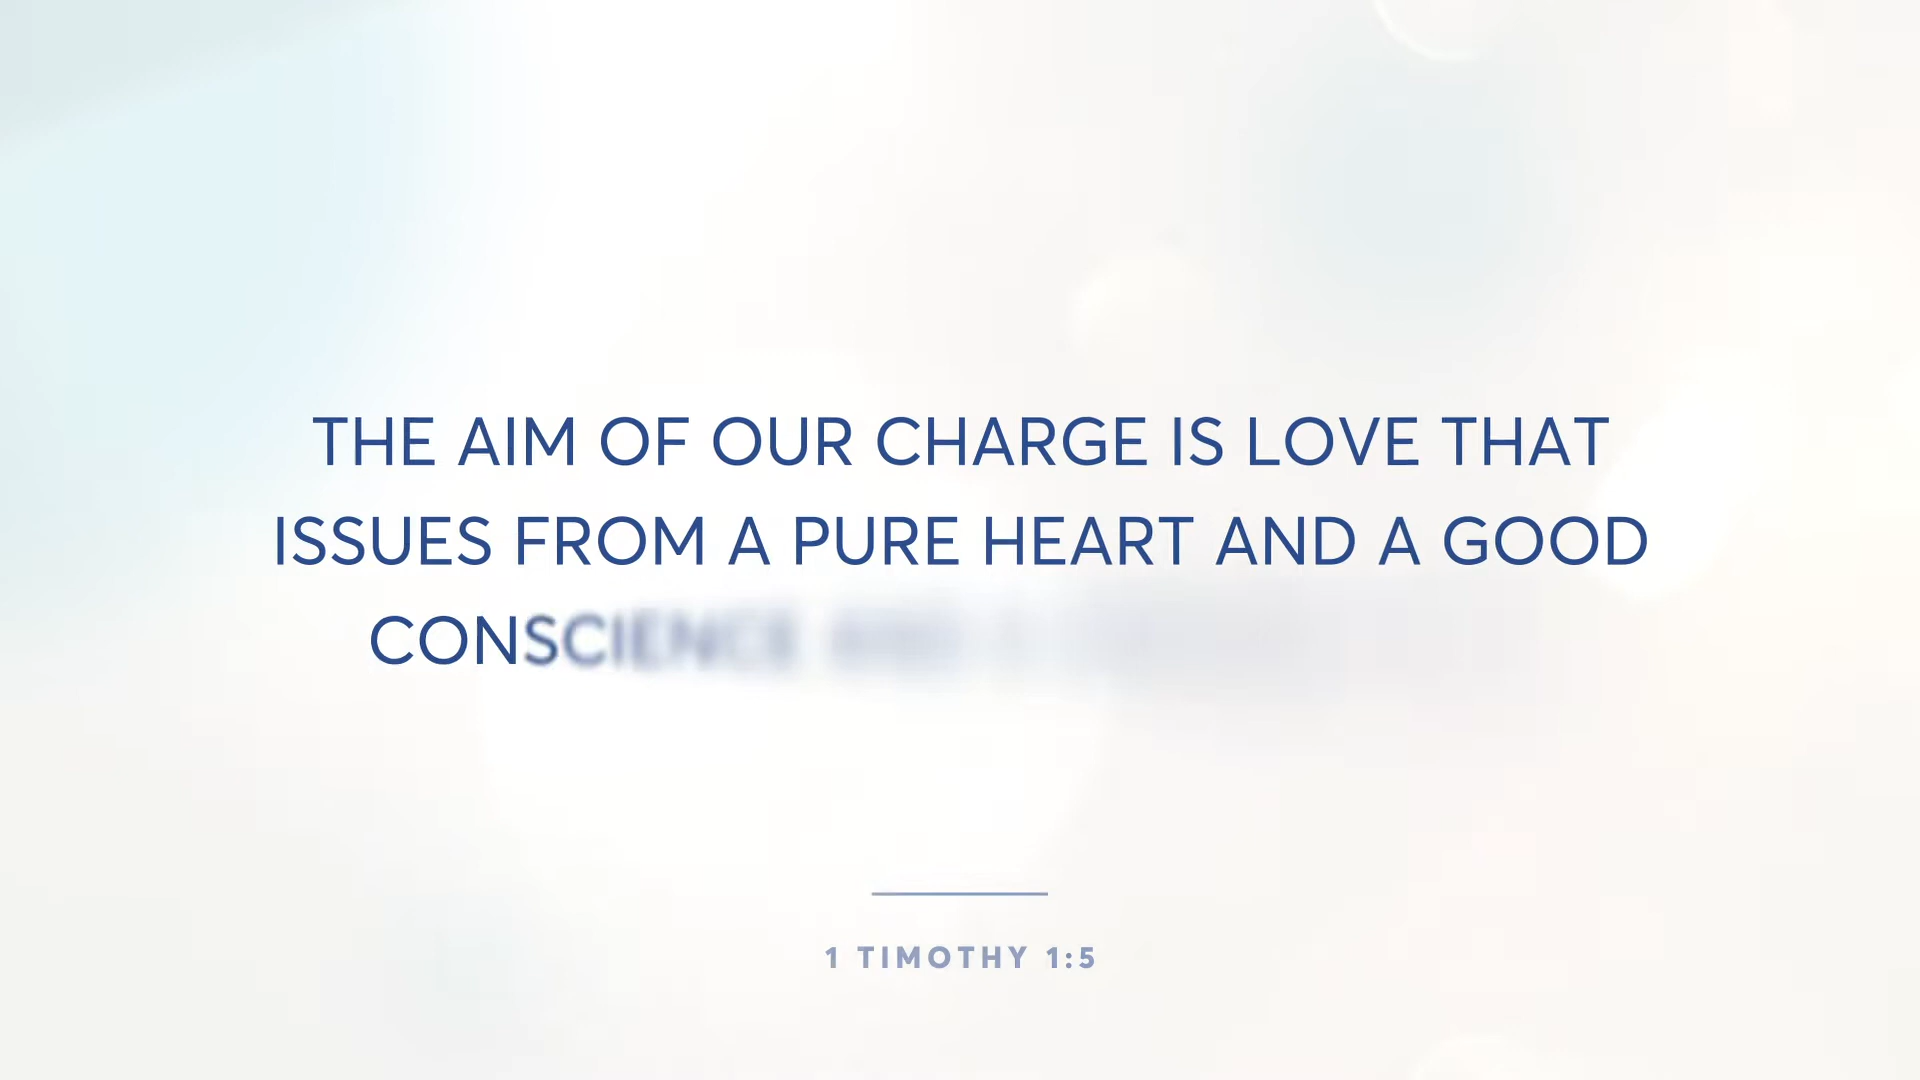 THE AIM OF OUR CHARGE IS LOVE THAT
ISSUES FROM A PURE HEART AND A GOOD
CONSCIENCE AND A
1 TIMOTHY 1:5